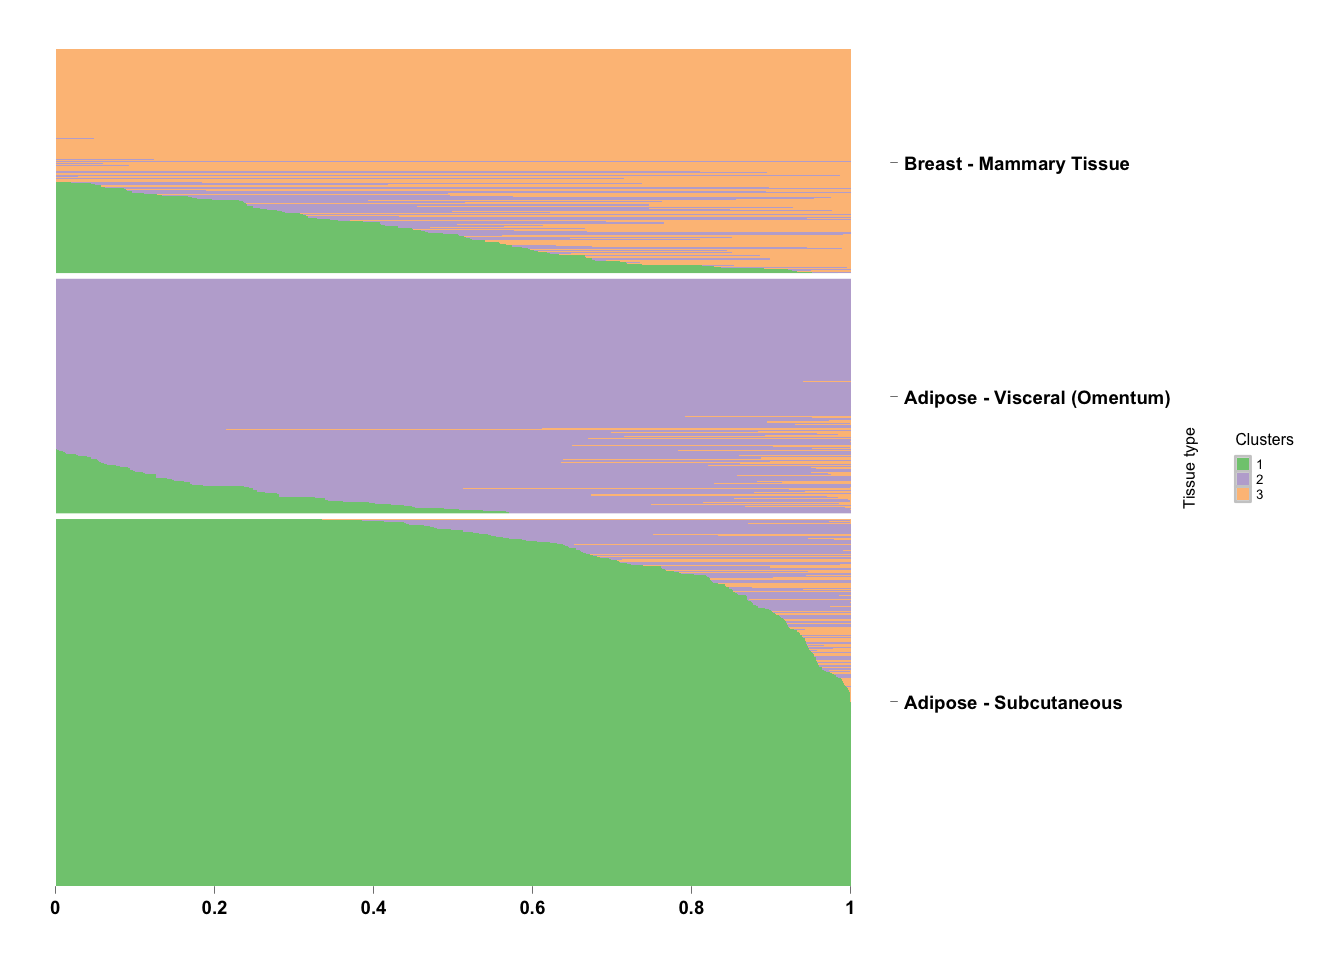 Breast - Mammary Tissue
Adipose - Visceral (Omentum)
Adipose - Subcutaneous
Tissue type
Clusters
1
2
3
0 0.2 0.4 0.6 0.8 1